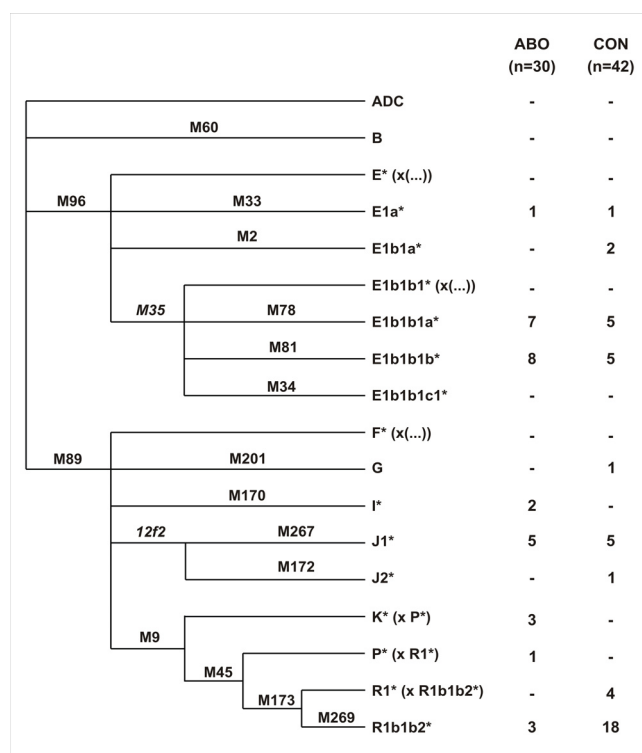 ABO CON
(n=30) (n=42)
ADC - -
M60
B - -
E* (x(...)) - -
M96 M33
E1a* 1 1
M2
E1b1a* - 2
E1b1b1* (x(...)) - -
M35 M78
E1b1b1a* 7 5
M81
E1b1b1b* 8 5
M34
E1b1b1c1* - -
F* (x(...)) - -
M89 M201
G - 1
M170
I* 2 -
12f2 M267
J1* 5 5
M172
J2* - 1
K* (x P*) 3 -
M9
P* (x R1*) 1 -
M45
R1* (x R1b1b2*) - 4
M173
M269
R1b1b2* 3 18